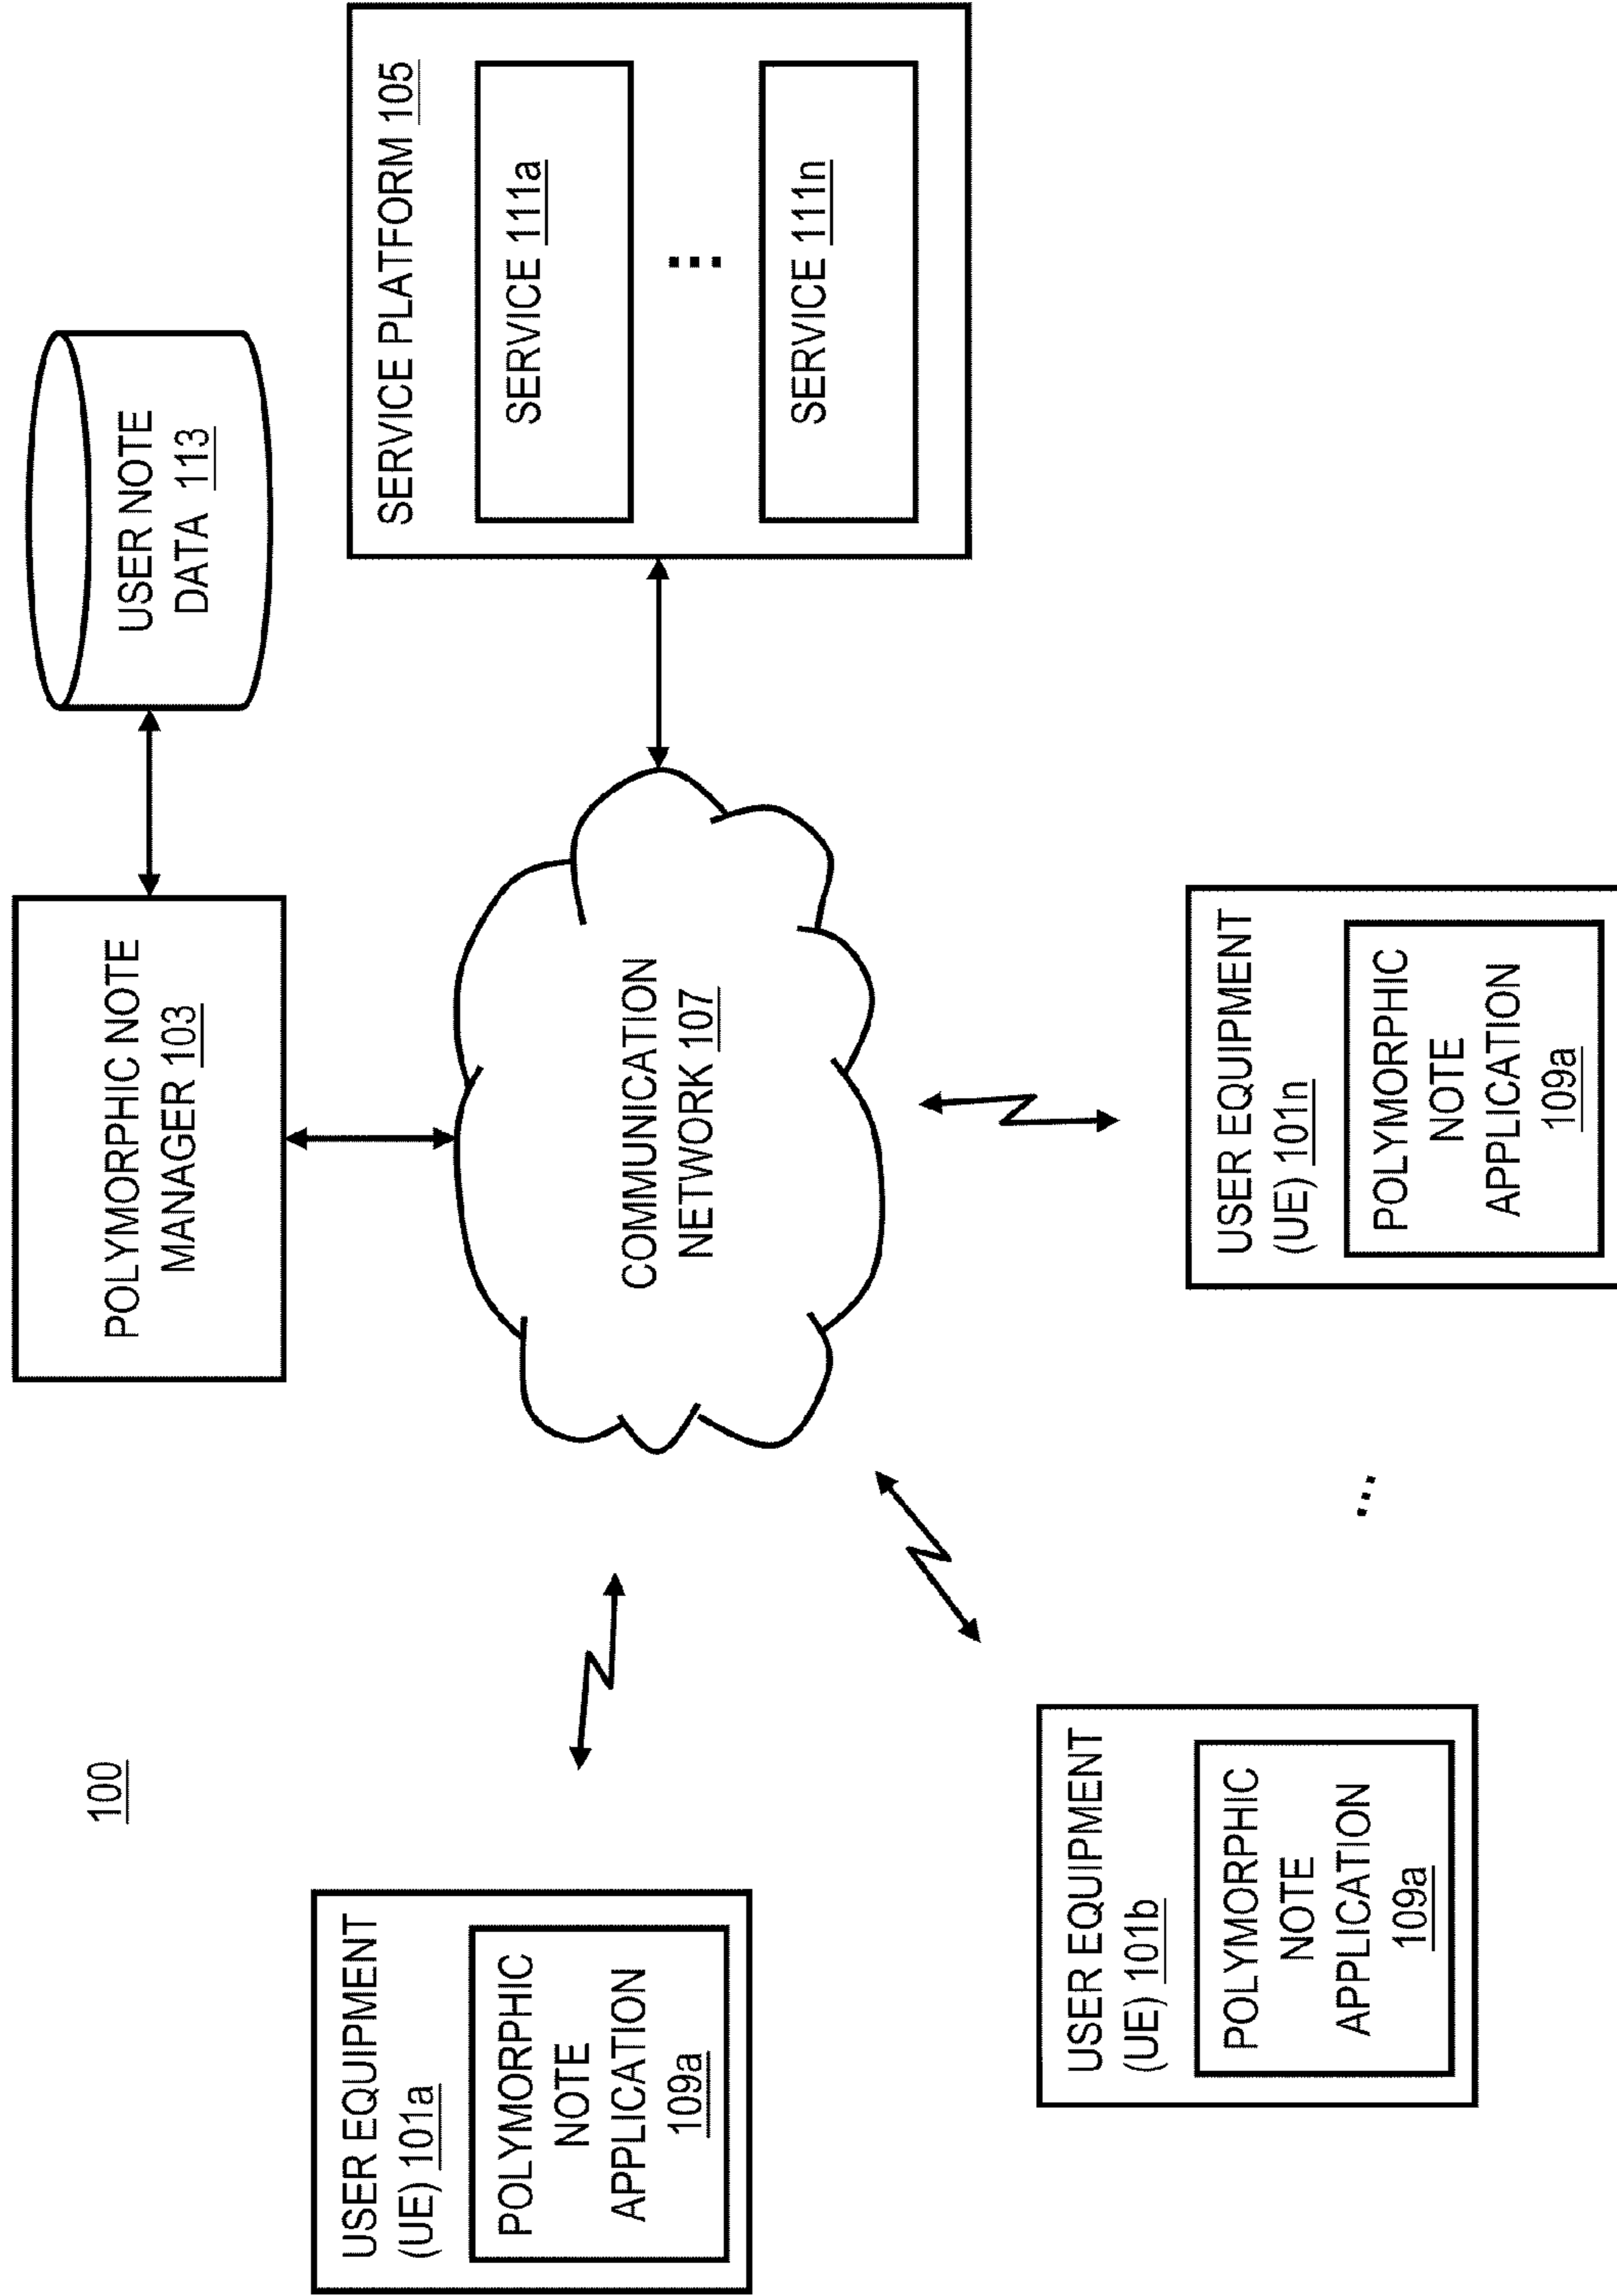 100
POLYMORPHIC NOTE
MANAGER 103
USER NOTE
DATA 113
USER EQUIPMENT
(UE) 101a
POLYMORPHIC
NOTE
APPLICATION
109a
COMMUNICATION
NETWORK 107
SERVICE PLATFORM 105
SERVICE 111a
⋮
SERVICE 111n
USER EQUIPMENT
(UE) 101b
POLYMORPHIC
NOTE
APPLICATION
109a
...
USER EQUIPMENT
(UE) 101n
POLYMORPHIC
NOTE
APPLICATION
109a